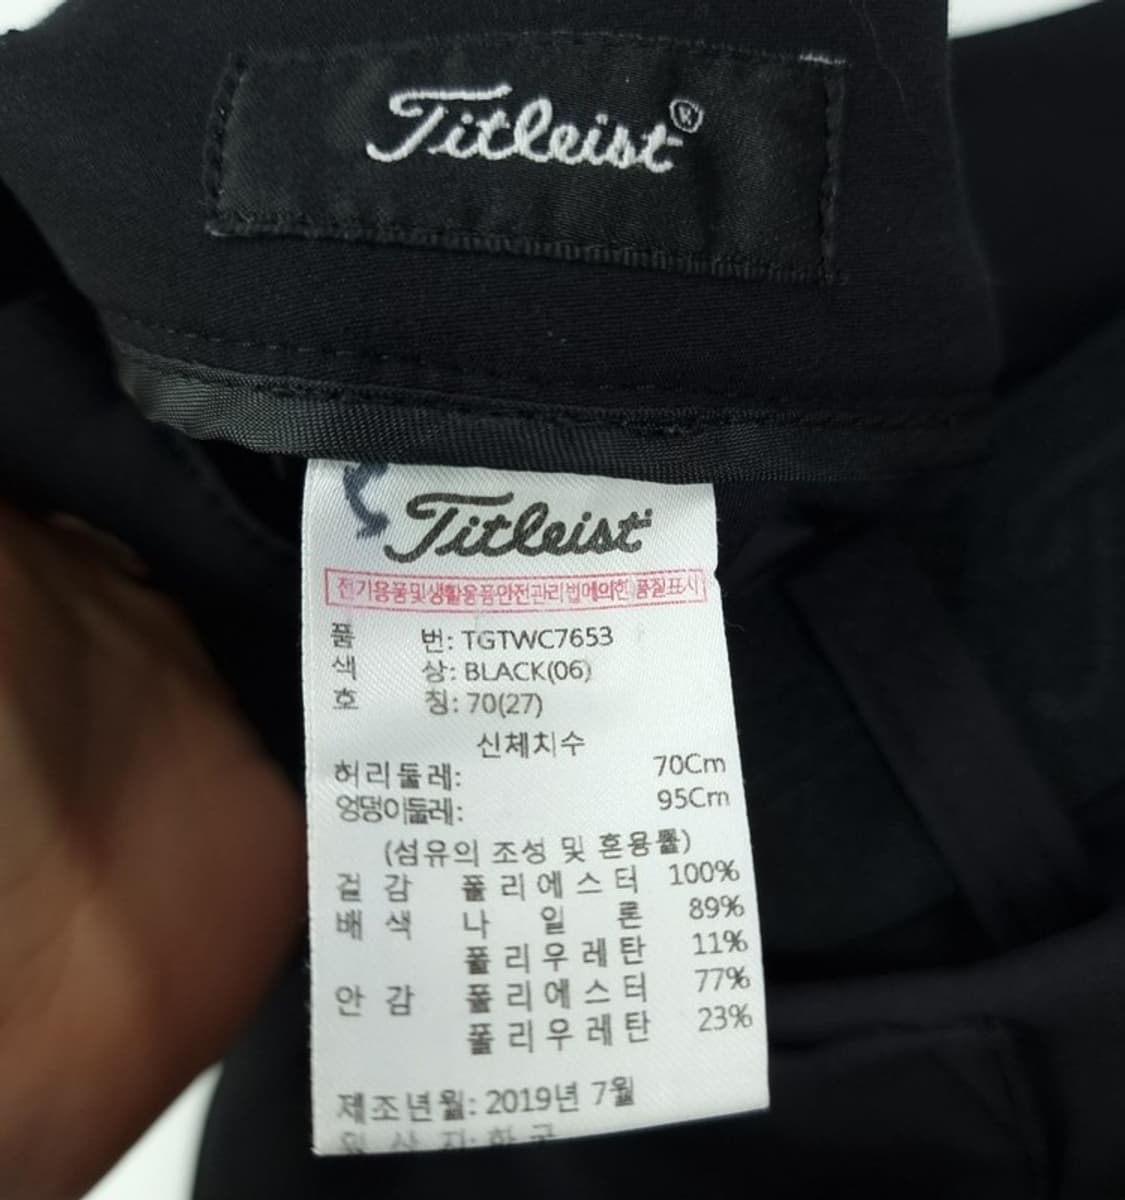 Titleist®
Titleist
전기용품및생활용품안전관리법에의한 품질표시
품 번: TGTWC7653
색 상: BLACK(06)
호 칭: 70(27)
신체치수
허리둘레: 70Cm
엉덩이둘레: 95Cm
(섬유의 조성 및 혼용률)
겉 감 폴리에스터 100%
배 색 나 일 론 89%
폴리우레탄 11%
안 감 폴리에스터 77%
폴리우레탄 23%
제조년월: 2019년 7월